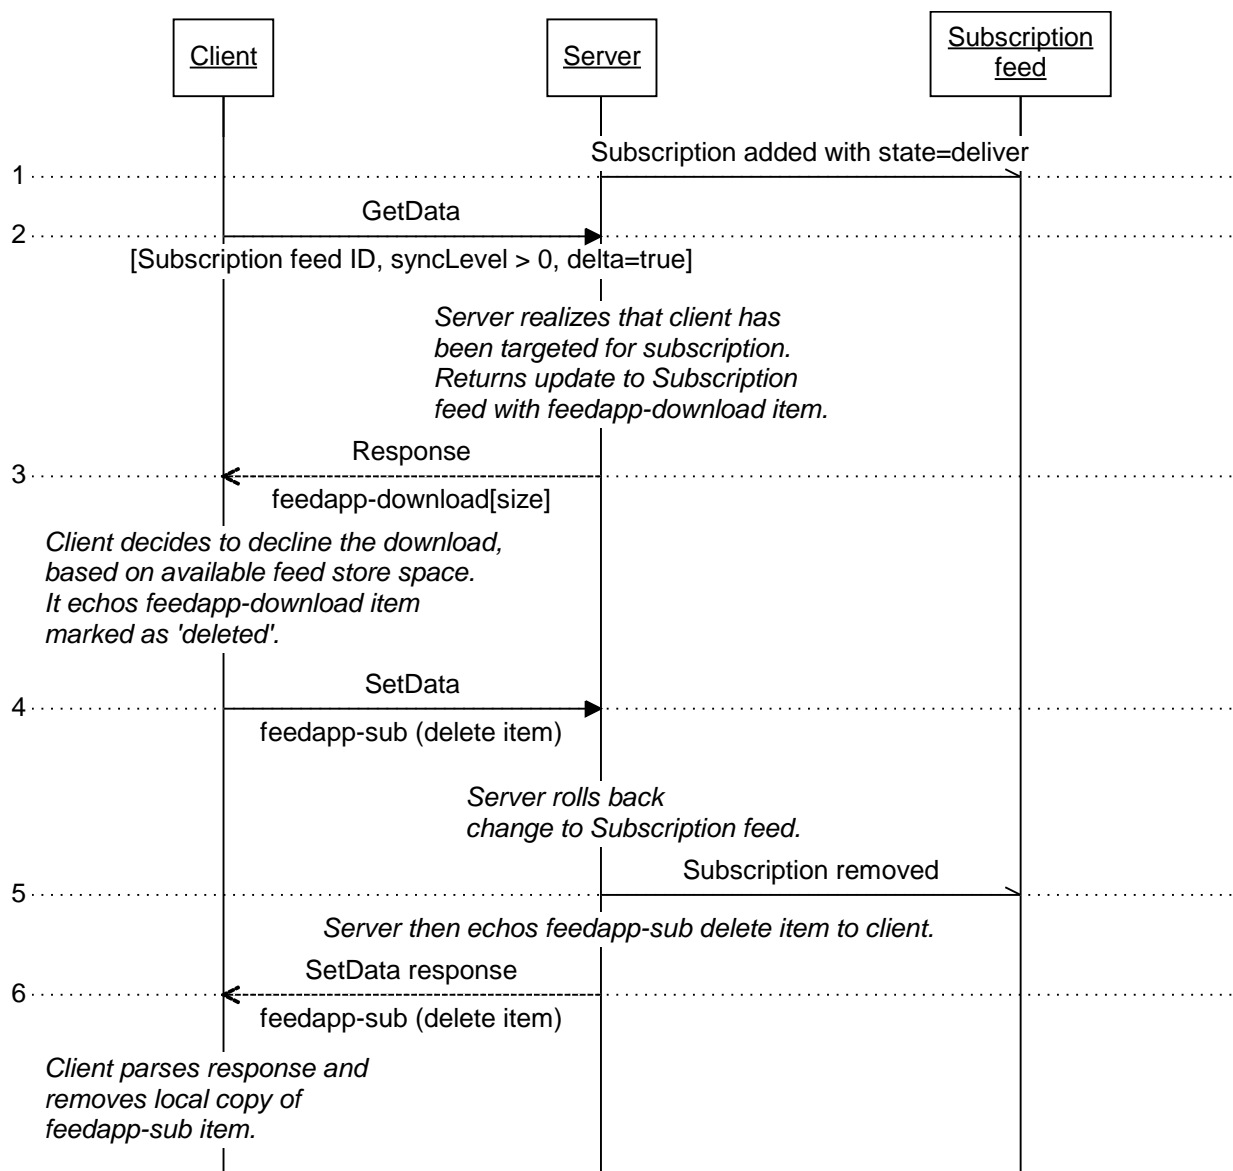 Client
Server
Subscription
feed
Subscription added with state=deliver
1
GetData
2
[Subscription feed ID, syncLevel > 0, delta=true]
Server realizes that client has
been targeted for subscription.
Returns update to Subscription
feed with feedapp-download item.
Response
3
feedapp-download[size]
Client decides to decline the download,
based on available feed store space.
It echos feedapp-download item
marked as 'deleted'.
SetData
4
feedapp-sub (delete item)
Server rolls back
change to Subscription feed.
Subscription removed
5
Server then echos feedapp-sub delete item to client.
SetData response
6
feedapp-sub (delete item)
Client parses response and
removes local copy of
feedapp-sub item.